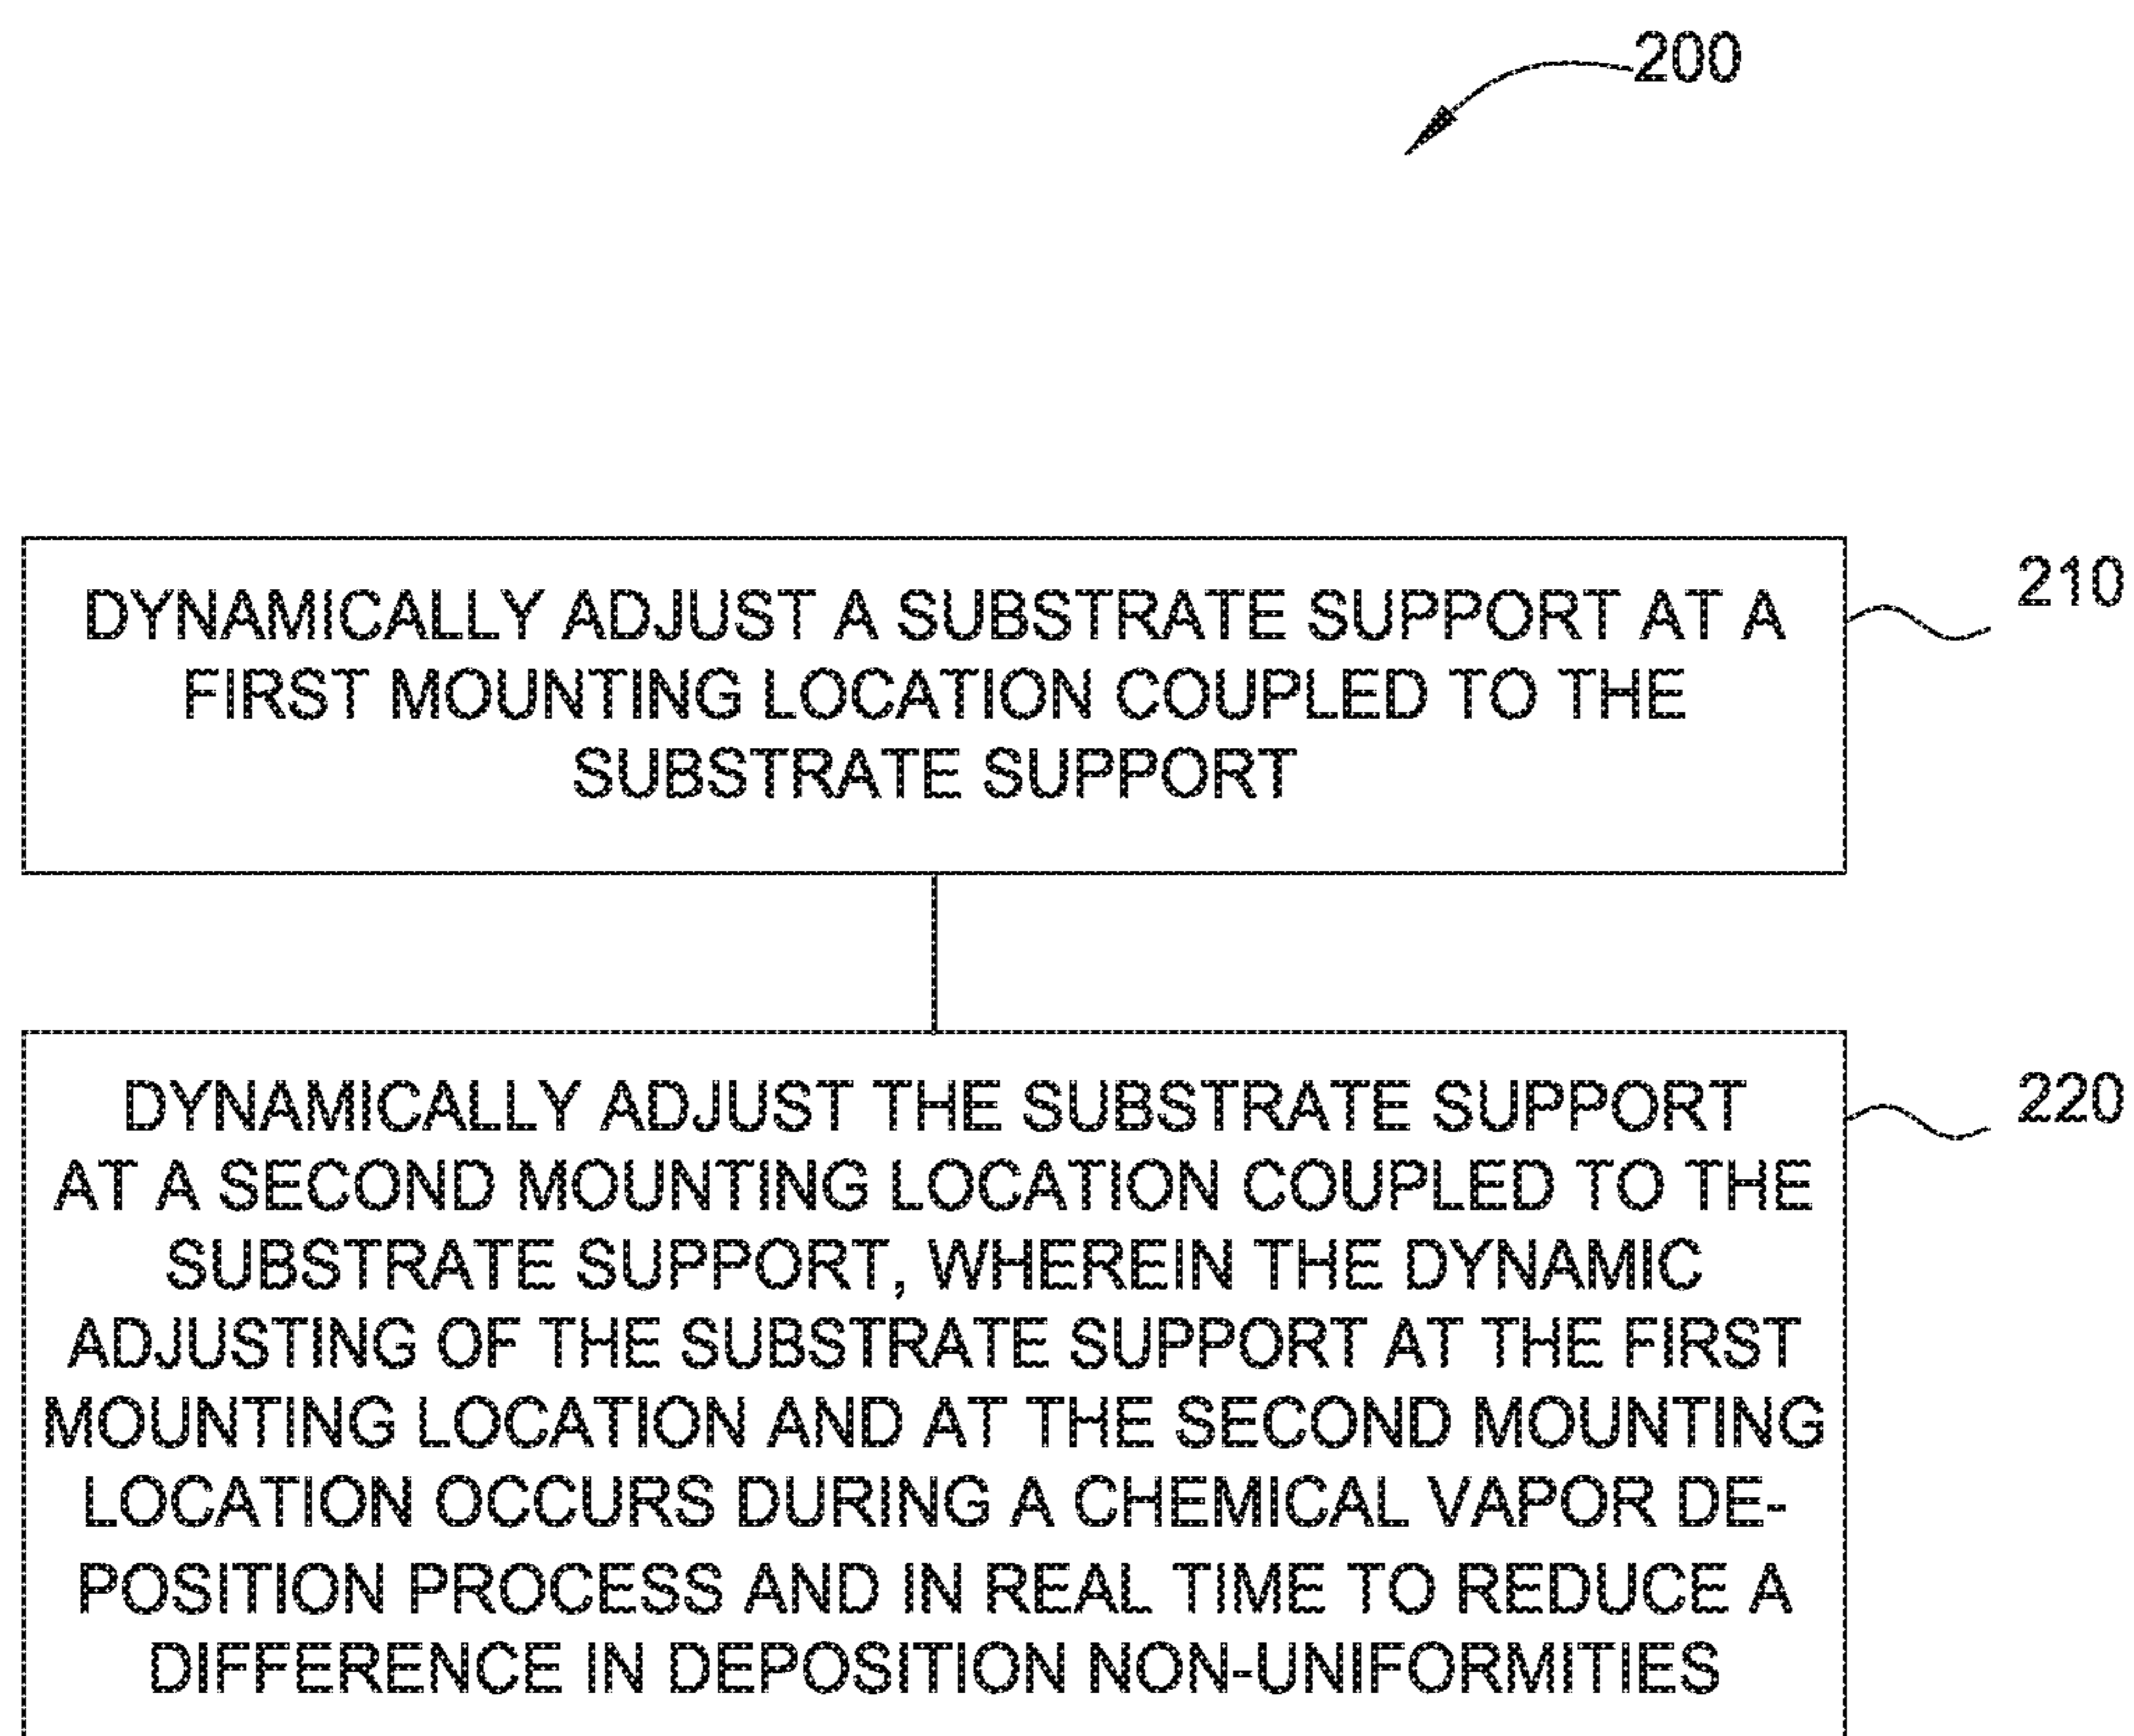 200
DYNAMICALLY ADJUST A SUBSTRATE SUPPORT AT A
FIRST MOUNTING LOCATION COUPLED TO THE
SUBSTRATE SUPPORT
210
DYNAMICALLY ADJUST THE SUBSTRATE SUPPORT
AT A SECOND MOUNTING LOCATION COUPLED TO THE
SUBSTRATE SUPPORT, WHEREIN THE DYNAMIC
ADJUSTING OF THE SUBSTRATE SUPPORT AT THE FIRST
MOUNTING LOCATION AND AT THE SECOND MOUNTING
LOCATION OCCURS DURING A CHEMICAL VAPOR DE-
POSITION PROCESS AND IN REAL TIME TO REDUCE A
DIFFERENCE IN DEPOSITION NON-UNIFORMITIES
220